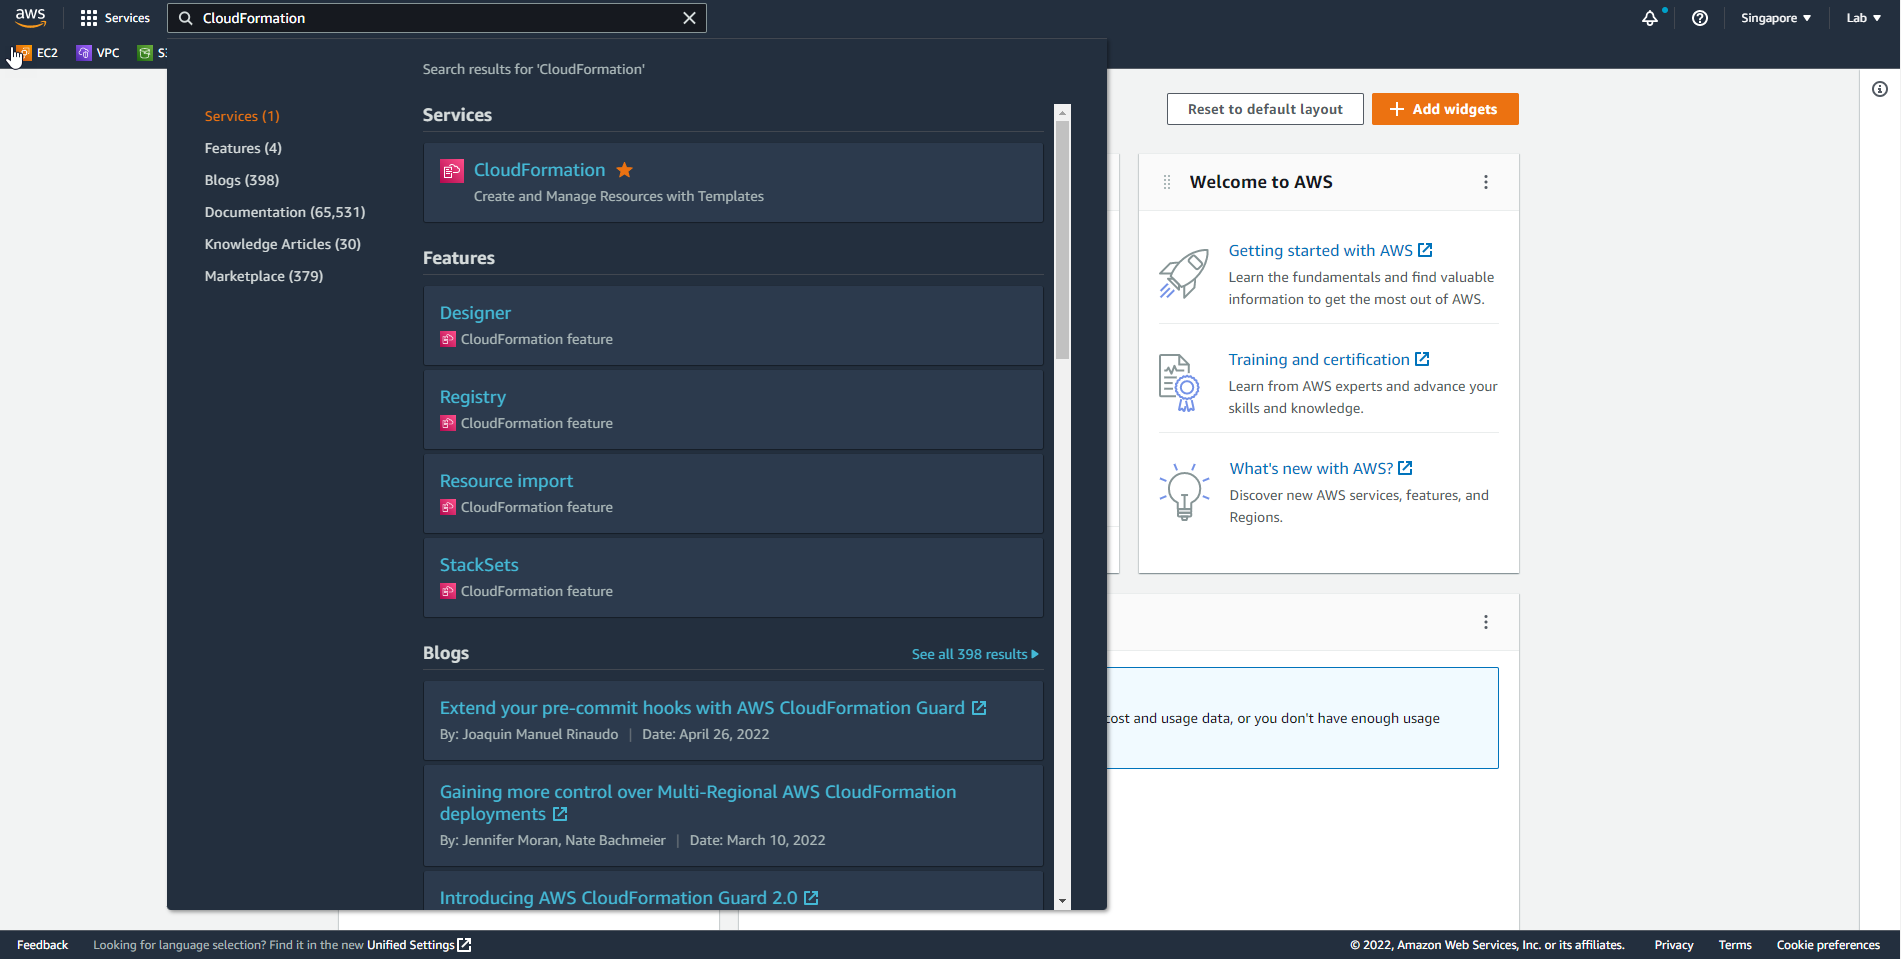 aws
Services
CloudFormation
Singapore
Lab
EC2
VPC
Search results for 'CloudFormation'
Services (1)
Features (4)
Blogs (398)
Documentation (65,531)
Knowledge Articles (30)
Marketplace (379)
Services
CloudFormation
Create and Manage Resources with Templates
Features
Designer
CloudFormation feature
Registry
CloudFormation feature
Resource import
CloudFormation feature
StackSets
CloudFormation feature
Blogs
See all 398 results
Extend your pre-commit hooks with AWS CloudFormation Guard
By: Joaquin Manuel Rinaudo | Date: April 26, 2022
Gaining more control over Multi-Regional AWS CloudFormation
deployments
By: Jennifer Moran, Nate Bachmeier | Date: March 10, 2022
Introducing AWS CloudFormation Guard 2.0
Reset to default layout
Add widgets
Welcome to AWS
Getting started with AWS
Learn the fundamentals and find valuable
information to get the most out of AWS.
Training and certification
Learn from AWS experts and advance your
skills and knowledge.
What's new with AWS?
Discover new AWS services, features, and
Regions.
cost and usage data, or you don't have enough usage
Feedback
Looking for language selection? Find it in the new Unified Settings
© 2022, Amazon Web Services, Inc. or its affiliates.
Privacy
Terms
Cookie preferences